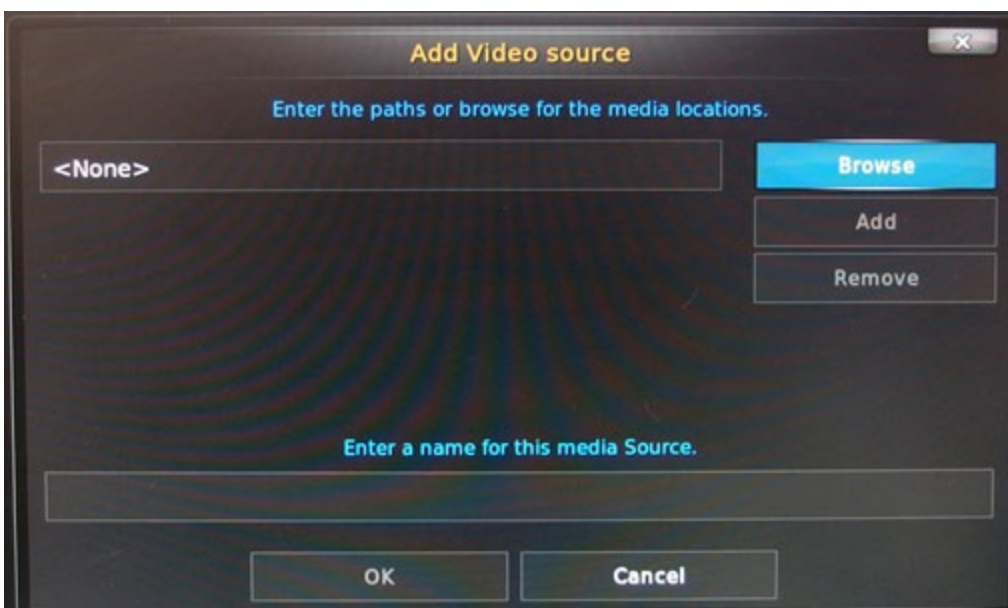 Add Video source
Enter the paths or browse for the media locations.
<None>
Browse
Add
Remove
Enter a name for this media Source.
OK
Cancel